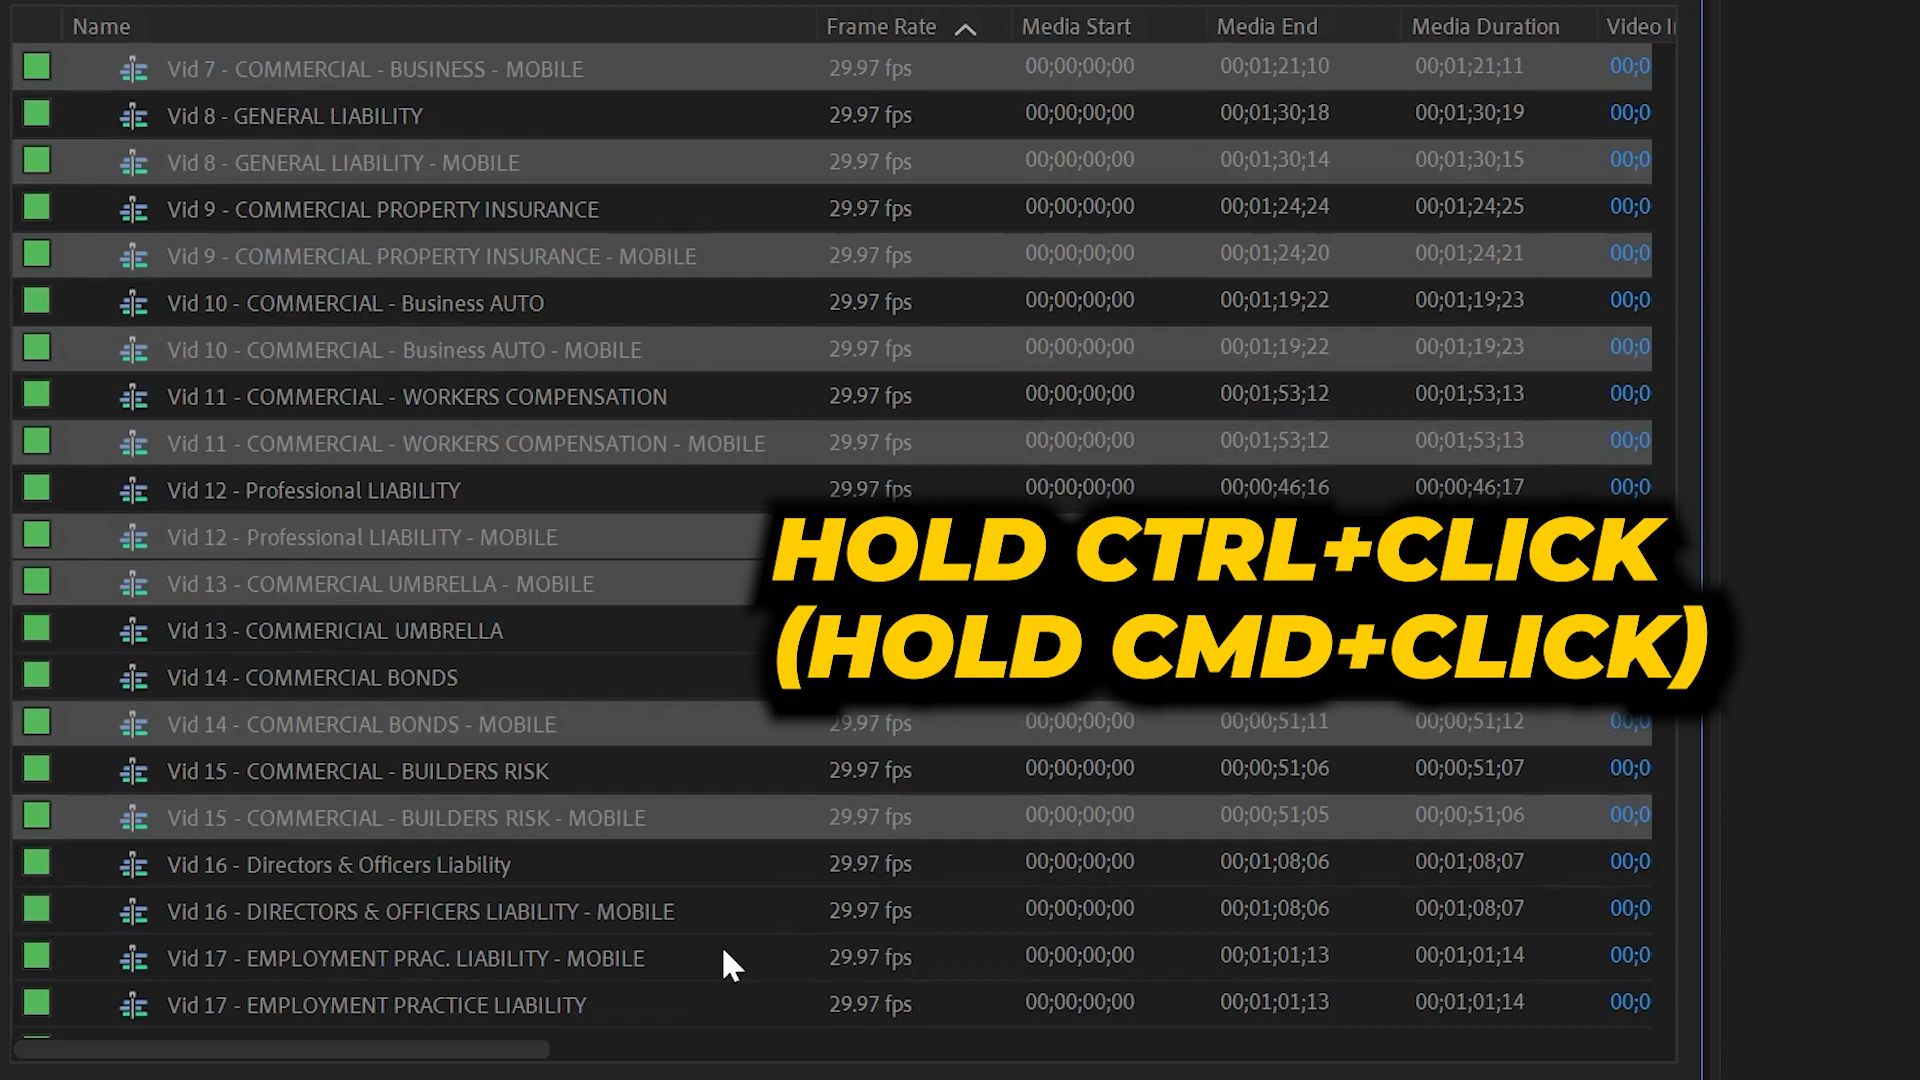 Name Frame Rate Media Start Media End Media Duration Video I
Vid 7 - COMMERCIAL - BUSINESS - MOBILE 29.97 fps 00;00;00;00 00;01;21;10 00;01;21;11 00;0
Vid 8 - GENERAL LIABILITY 29.97 fps 00;00;00;00 00;01;30;18 00;01;30;19 00;0
Vid 8 - GENERAL LIABILITY - MOBILE 29.97 fps 00;00;00;00 00;01;30;14 00;01;30;15 00;0
Vid 9 - COMMERCIAL PROPERTY INSURANCE 29.97 fps 00;00;00;00 00;01;24;24 00;01;24;25 00;0
Vid 9 - COMMERCIAL PROPERTY INSURANCE - MOBILE 29.97 fps 00;00;00;00 00;01;24;20 00;01;24;21 00;0
Vid 10 - COMMERCIAL - Business AUTO 29.97 fps 00;00;00;00 00;01;19;22 00;01;19;23 00;0
Vid 10 - COMMERCIAL - Business AUTO - MOBILE 29.97 fps 00;00;00;00 00;01;19;22 00;01;19;23 00;0
Vid 11 - COMMERCIAL - WORKERS COMPENSATION 29.97 fps 00;00;00;00 00;01;53;12 00;01;53;13 00;0
Vid 11 - COMMERCIAL - WORKERS COMPENSATION - MOBILE 29.97 fps 00;00;00;00 00;01;53;12 00;01;53;13 00;0
Vid 12 - Professional LIABILITY 29.97 fps 00;00;00;00 00;00;46;16 00;00;46;17 00;0
Vid 12 - Professional LIABILITY - MOBILE
HOLD CTRL+CLICK
Vid 13 - COMMERCIAL UMBRELLA - MOBILE
Vid 13 - COMMERICIAL UMBRELLA
(HOLD CMD+CLICK)
Vid 14 - COMMERCIAL BONDS
Vid 14 - COMMERCIAL BONDS - MOBILE 29.97 fps 00;00;00;00 00;00;51;11 00;00;51;12 00;0
Vid 15 - COMMERCIAL - BUILDERS RISK 29.97 fps 00;00;00;00 00;00;51;06 00;00;51;07 00;0
Vid 15 - COMMERCIAL - BUILDERS RISK - MOBILE 29.97 fps 00;00;00;00 00;00;51;05 00;00;51;06 00;0
Vid 16 - Directors & Officers Liability 29.97 fps 00;00;00;00 00;01;08;06 00;01;08;07 00;0
Vid 16 - DIRECTORS & OFFICERS LIABILITY - MOBILE 29.97 fps 00;00;00;00 00;01;08;06 00;01;08;07 00;0
Vid 17 - EMPLOYMENT PRAC. LIABILITY - MOBILE 29.97 fps 00;00;00;00 00;01;01;13 00;01;01;14 00;0
Vid 17 - EMPLOYMENT PRACTICE LIABILITY 29.97 fps 00;00;00;00 00;01;01;13 00;01;01;14 00;0